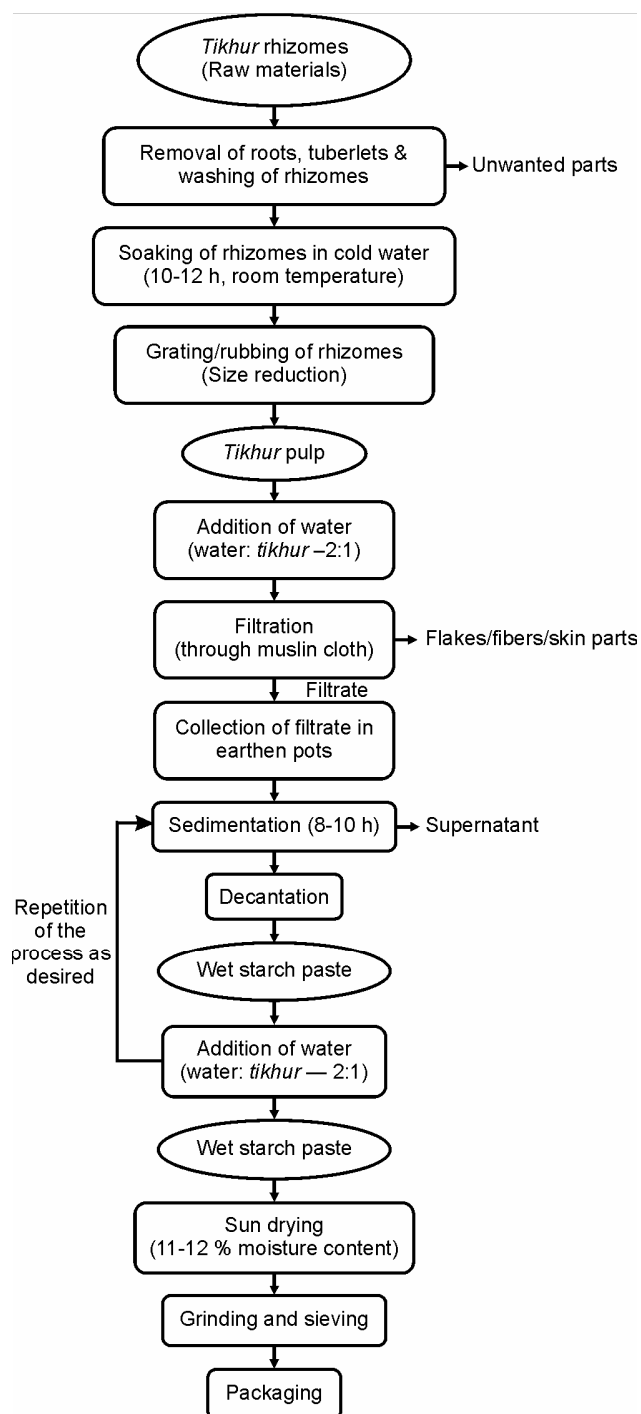 Tikhur rhizomes
(Raw materials)
Removal of roots, tuberlets &
washing of rhizomes
Unwanted parts
Soaking of rhizomes in cold water
(10-12 h, room temperature)
Grating/rubbing of rhizomes
(Size reduction)
Tikhur pulp
Addition of water
(water: tikhur –2:1)
Filtration
(through muslin cloth)
Flakes/fibers/skin parts
Filtrate
Collection of filtrate in
earthen pots
Sedimentation (8-10 h)
Supernatant
Decantation
Repetition
of the
process as
desired
Wet starch paste
Addition of water
(water: tikhur — 2:1)
Wet starch paste
Sun drying
(11-12 % moisture content)
Grinding and sieving
Packaging